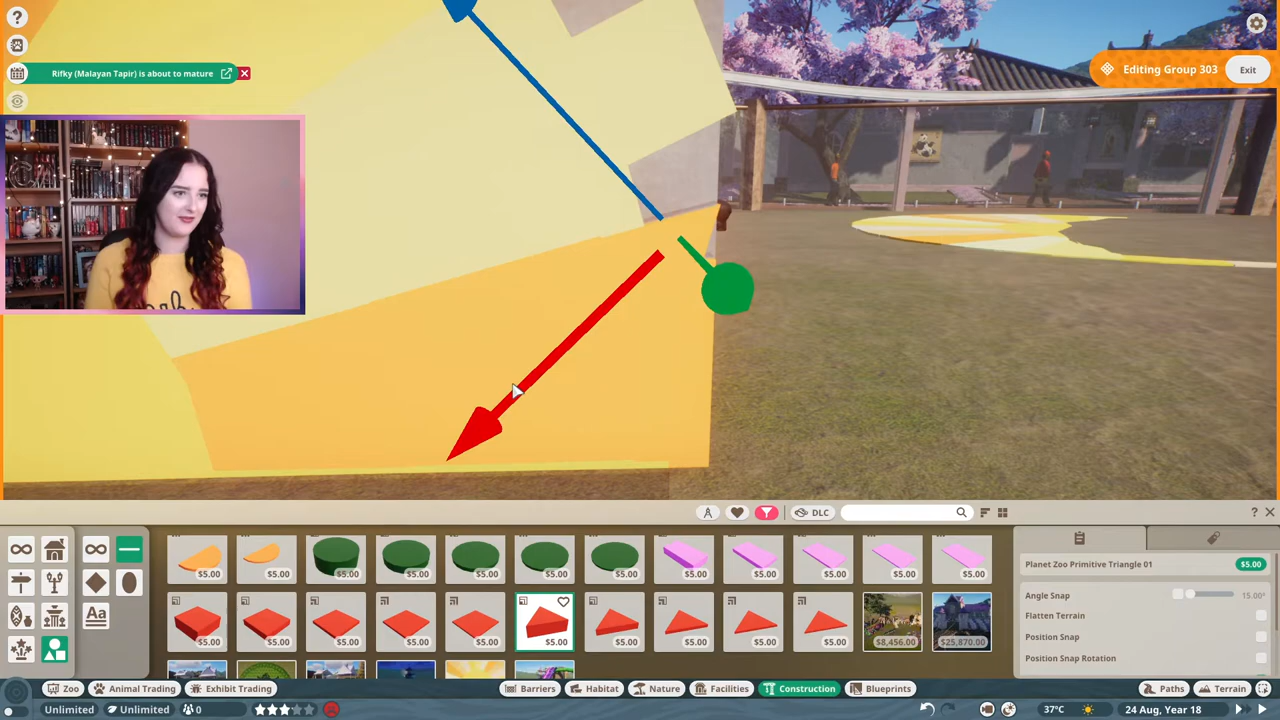 ?
Rifky (Malayan Tapir) is about to mature
Editing Group 303
Exit
DLC
?
$5.00 $5.00 $5.00 $5.00 $5.00 $5.00 $5.00 $5.00 $5.00 $5.00 $5.00 $5.00
Aa
$5.00 $5.00 $5.00 $5.00 $5.00 $5.00 $5.00 $5.00 $5.00 $5.00 $8,456.00 $25,870.00
Planet Zoo Primitive Triangle 01
$5.00
Angle Snap
15.00°
Flatten Terrain
Position Snap
Position Snap Rotation
Zoo Animal Trading Exhibit Trading Barriers Habitat Nature Facilities Construction Blueprints Paths Terrain
Unlimited Unlimited 0 37°C 24 Aug, Year 18